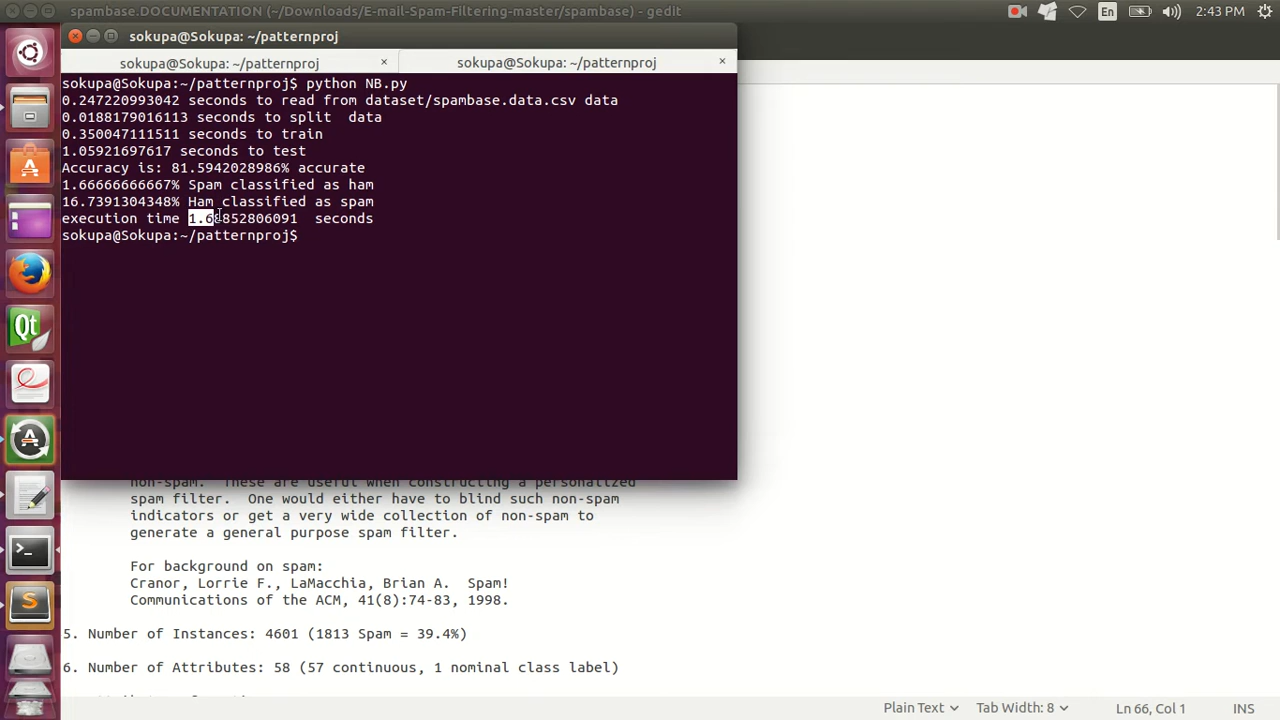 spambase.DOCUMENTATION (~/Downloads/E-mail-Spam-Filtering-master/spambase) - gedit
En
2:43 PM
sokupa@Sokupa: ~/patternproj
sokupa@Sokupa: ~/patternproj ×
sokupa@Sokupa: ~/patternproj ×
sokupa@Sokupa:~/patternproj$ python NB.py
0.247220993042 seconds to read from dataset/spambase.data.csv data
0.0188179016113 seconds to split data
0.350047111511 seconds to train
1.05921697617 seconds to test
Accuracy is: 81.5942028986% accurate
1.66666666667% Spam classified as ham
16.7391304348% Ham classified as spam
execution time 1.68852806091 seconds
sokupa@Sokupa:~/patternproj$
non-spam. These are useful when constructing a personalized
spam filter. One would either have to blind such non-spam
indicators or get a very wide collection of non-spam to
generate a general purpose spam filter.
For background on spam:
Cranor, Lorrie F., LaMacchia, Brian A. Spam!
Communications of the ACM, 41(8):74-83, 1998.
5. Number of Instances: 4601 (1813 Spam = 39.4%)
6. Number of Attributes: 58 (57 continuous, 1 nominal class label)
Plain Text
Tab Width: 8
Ln 66, Col 1
INS